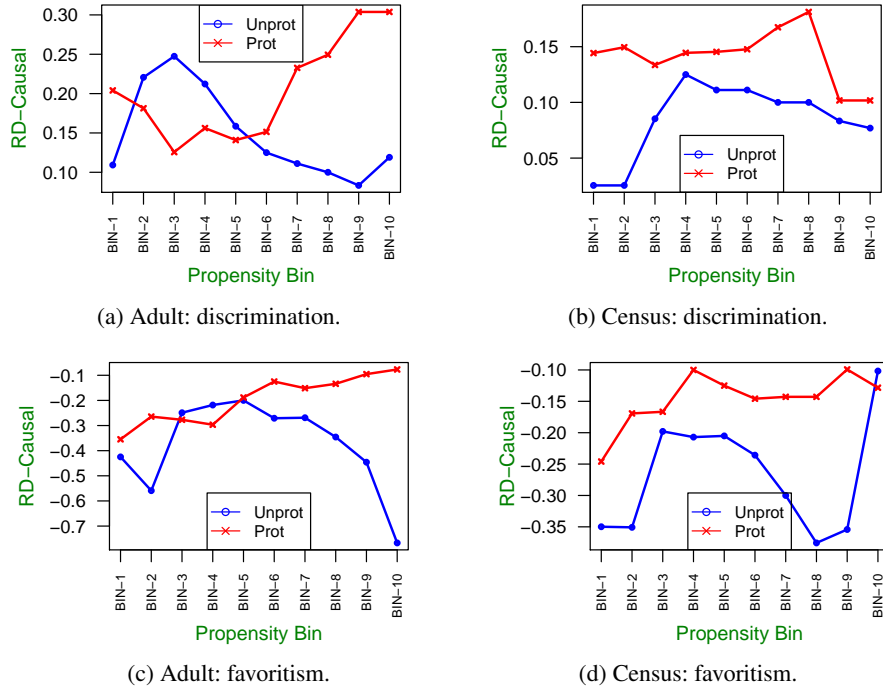 0.30
0.25
0.20
0.15
0.10
RD−Causal
Unprot
Prot
BIN−1
BIN−2
BIN−3
BIN−4
BIN−5
BIN−6
BIN−7
BIN−8
BIN−9
BIN−10
Propensity Bin
(a) Adult: discrimination.
0.15
0.10
0.05
RD−Causal
Unprot
Prot
BIN−1
BIN−2
BIN−3
BIN−4
BIN−5
BIN−6
BIN−7
BIN−8
BIN−9
BIN−10
Propensity Bin
(b) Census: discrimination.
−0.1
−0.2
−0.3
−0.4
−0.5
−0.6
−0.7
RD−Causal
Unprot
Prot
BIN−1
BIN−2
BIN−3
BIN−4
BIN−5
BIN−6
BIN−7
BIN−8
BIN−9
BIN−10
Propensity Bin
(c) Adult: favoritism.
−0.10
−0.15
−0.20
−0.25
−0.30
−0.35
RD−Causal
Unprot
Prot
BIN−1
BIN−2
BIN−3
BIN−4
BIN−5
BIN−6
BIN−7
BIN−8
BIN−9
BIN−10
Propensity Bin
(d) Census: favoritism.